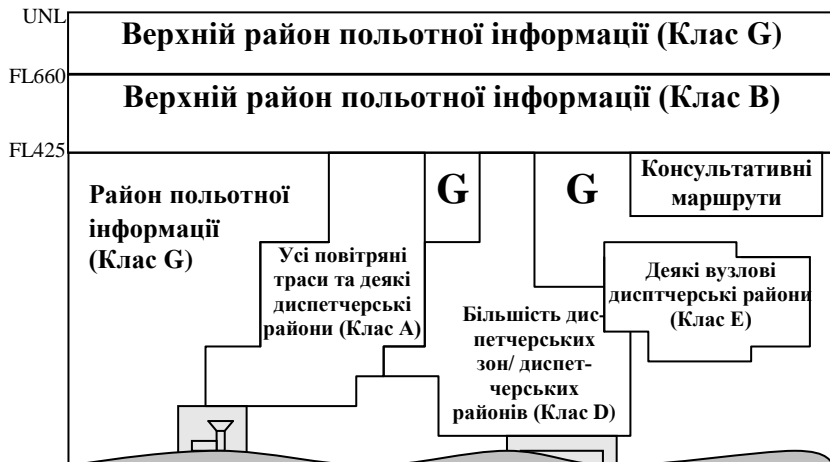 UNL
Верхній район польотної інформації (Клас G)
FL660
Верхній район польотної інформації (Клас B)
FL425
Район польотної
інформації
(Клас G)
G
G
Консультативні
маршрути
Усі повітряні
траси та деякі
диспетчерські
райони (Клас А)
Більшість дис-
петчерських
зон/ диспет-
черських
районів (Клас D)
Деякі вузлові
дисптчерські райони
(Клас Е)